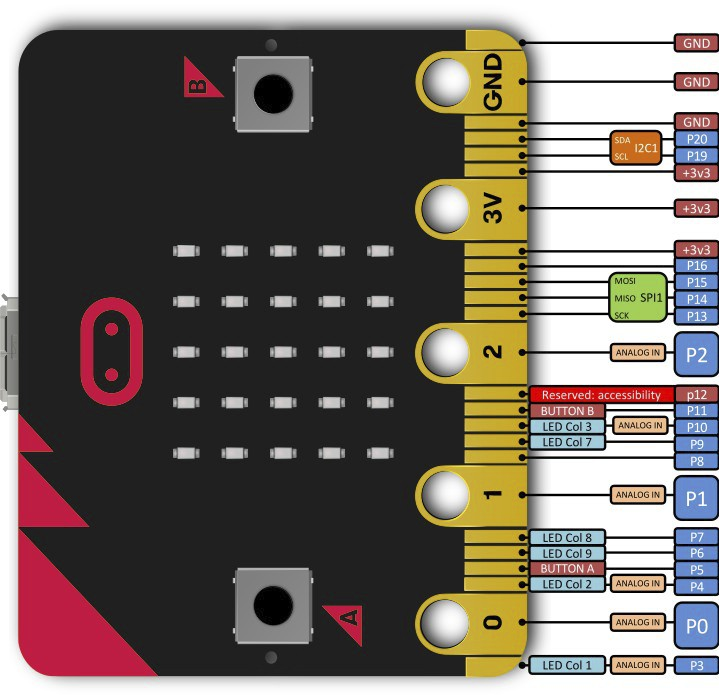 GND
B
GND
GND
GND
SDA I2C1 P20
SCL P19
+3v3
3V +3v3
+3v3
P16
MOSI P15
MISO SPI1 P14
SCK P13
2 ANALOG IN P2
Reserved: accessibility p12
BUTTON B P11
LED Col 3 ANALOG IN P10
LED Col 7 P9
P8
1 ANALOG IN P1
LED Col 8 P7
LED Col 9 P6
BUTTON A P5
LED Col 2 ANALOG IN P4
A
0 ANALOG IN P0
LED Col 1 ANALOG IN P3